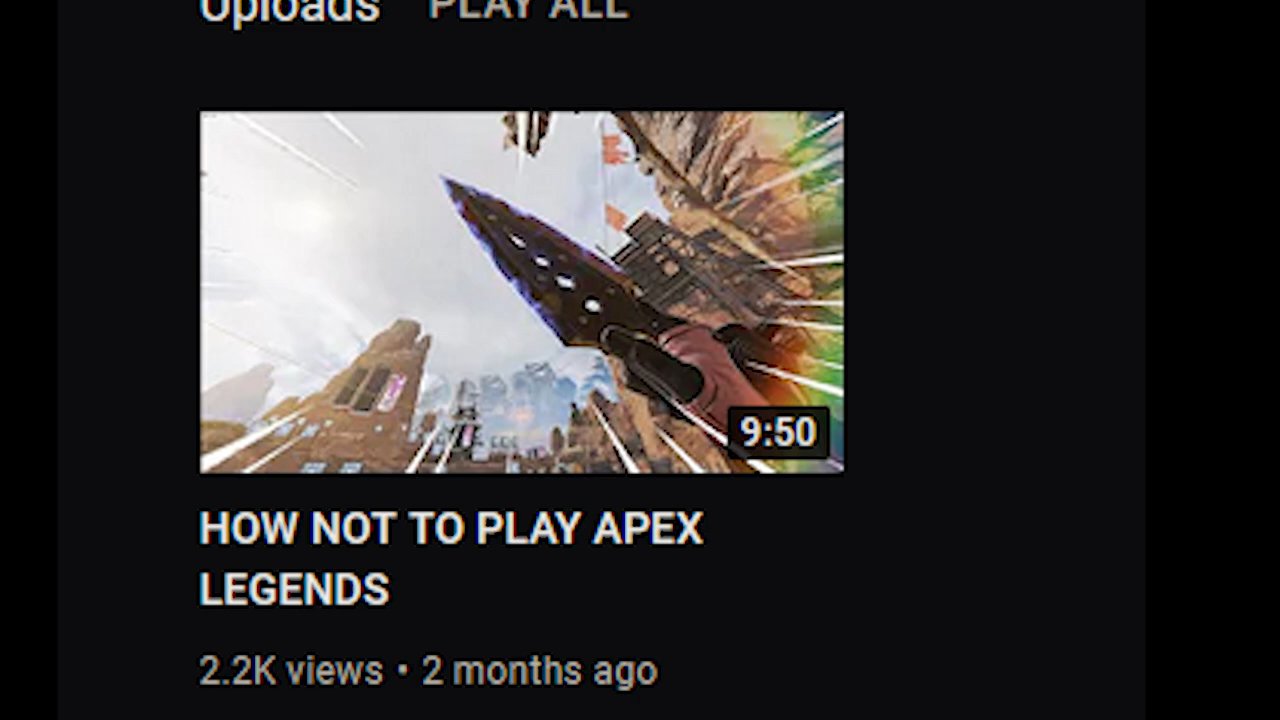 Uploads PLAY ALL
9:50
HOW NOT TO PLAY APEX
LEGENDS
2.2K views • 2 months ago